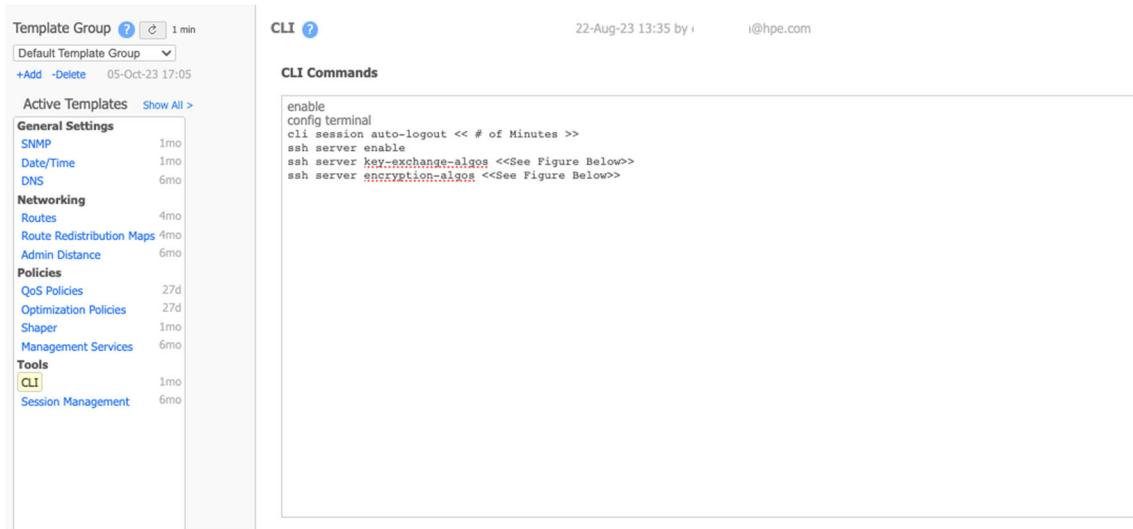 Template Group ? 1 min
Default Template Group
+Add -Delete 05-Oct-23 17:05
Active Templates Show All >
General Settings
SNMP 1mo
Date/Time 1mo
DNS 6mo
Networking
Routes 4mo
Route Redistribution Maps 4mo
Admin Distance 6mo
Policies
QoS Policies 27d
Optimization Policies 27d
Shaper 1mo
Management Services 6mo
Tools
CLI 1mo
Session Management 6mo
CLI ? 22-Aug-23 13:35 by @hpe.com
CLI Commands
enable
config terminal
cli session auto-logout << # of Minutes >>
ssh server enable
ssh server key-exchange-algos <<See Figure Below>>
ssh server encryption-algos <<See Figure Below>>